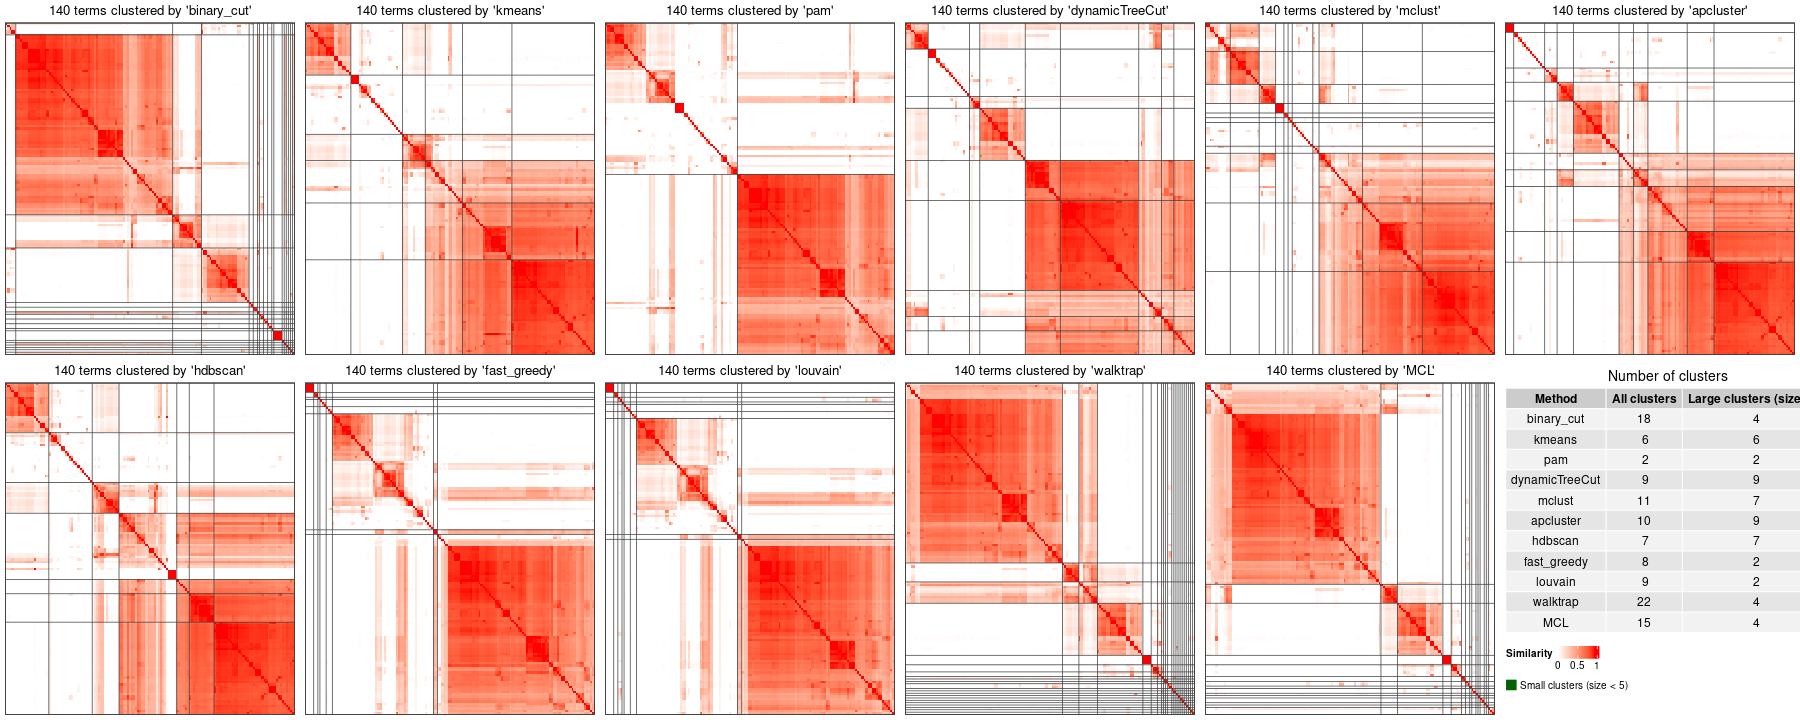 140 terms clustered by 'binary_cut'
140 terms clustered by 'kmeans'
140 terms clustered by 'pam'
140 terms clustered by 'dynamicTreeCut'
140 terms clustered by 'mclust'
140 terms clustered by 'apcluster'
140 terms clustered by 'hdbscan'
140 terms clustered by 'fast_greedy'
140 terms clustered by 'louvain'
140 terms clustered by 'walktrap'
140 terms clustered by 'MCL'
Number of clusters
Method All clusters Large clusters (size
binary_cut 18 4
kmeans 6 6
pam 2 2
dynamicTreeCut 9 9
mclust 11 7
apcluster 10 9
hdbscan 7 7
fast_greedy 8 2
louvain 9 2
walktrap 22 4
MCL 15 4
Similarity
0 0.5 1
Small clusters (size < 5)